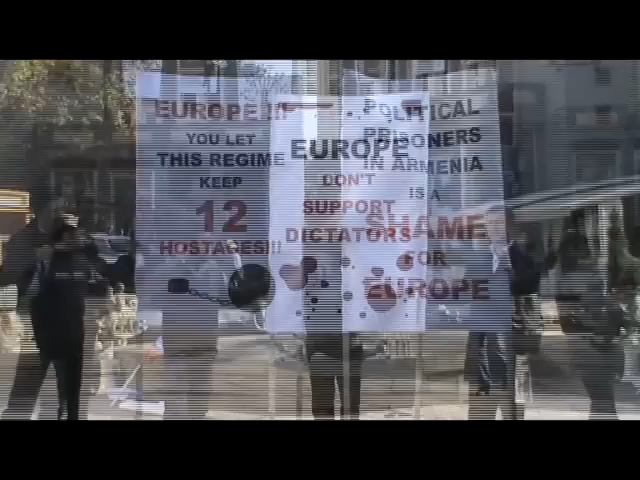 EUROPE!!!
YOU LET
THIS REGIME
KEEP
12
HOSTAGES!!!
EUROPE
DON'T
SUPPORT
DICTATORS
POLITICAL
PRISONERS
IN ARMENIA
IS A
SHAME
FOR
EUROPE